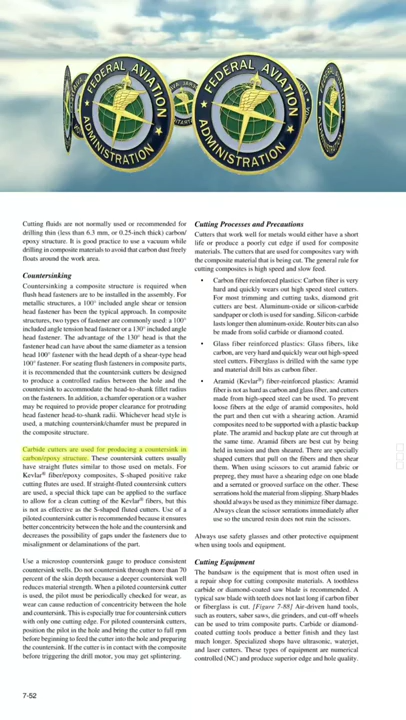 FEDERAL AVIATION
ADMINISTRATION
FEDERAL AVIATION
ADMINISTRATION
Cutting fluids are not normally used or recommended for
drilling thin (less than 6.3 mm, or 0.25-inch thick) carbon/
epoxy structure. It is good practice to use a vacuum while
drilling in composite materials to avoid that carbon dust freely
flouts around the work area.
Countersinking
Countersinking a composite structure is required when
flush head fasteners are to be installed in the assembly. For
metallic structures, a 100° included angle shear or tension
head fastener has been the typical approach. In composite
structures, two types of fastener are commonly used: a 100°
included angle tension head fastener or a 130° included angle
head fastener. The advantage of the 130° head is that the
fastener head can have about the same diameter as a tension
head 100° fastener with the head depth of a shear-type head
100° fastener. For seating flush fasteners in composite parts,
it is recommended that the countersink cutters be designed
to produce a controlled radius between the hole and the
countersink to accommodate the head-to-shank fillet radius
on the fasteners. In addition, a chamfer operation or a washer
may be required to provide proper clearance for protruding
head fastener head-to-shank radii. Whichever head style is
used, a matching countersink/chamfer must be prepared in
the composite structure.
Carbide cutters are used for producing a countersink in
carbon/epoxy structure. These countersink cutters usually
have straight flutes similar to those used on metals. For
Kevlar® fiber/epoxy composites, S-shaped positive rake
cutting flutes are used. If straight-fluted countersink cutters
are used, a special thick tape can be applied to the surface
to allow for a clean cutting of the Kevlar® fibers, but this
is not as effective as the S-shaped fluted cutters. Use of a
piloted countersink cutter is recommended because it ensures
better concentricity between the hole and the countersink and
decreases the possibility of gaps under the fasteners due to
misalignment or delaminations of the part.
Use a microstop countersink gauge to produce consistent
countersink wells. Do not countersink through more than 70
percent of the skin depth because a deeper countersink well
reduces material strength. When a piloted countersink cutter
is used, the pilot must be periodically checked for wear, as
wear can cause reduction of concentricity between the hole
and countersink. This is especially true for countersink cutters
with only one cutting edge. For piloted countersink cutters,
position the pilot in the hole and bring the cutter to full rpm
before beginning to feed the cutter into the hole and preparing
the countersink. If the cutter is in contact with the composite
before triggering the drill motor, you may get splintering.
Cutting Processes and Precautions
Cutters that work well for metals would either have a short
life or produce a poorly cut edge if used for composite
materials. The cutters that are used for composites vary with
the composite material that is being cut. The general rule for
cutting composites is high speed and slow feed.
• Carbon fiber reinforced plastics: Carbon fiber is very
hard and quickly wears out high speed steel cutters.
For most trimming and cutting tasks, diamond grit
cutters are best. Aluminum-oxide or silicon-carbide
sandpaper or cloth is used for sanding. Silicon-carbide
lasts longer then aluminum-oxide. Router bits can also
be made from solid carbide or diamond coated.
• Glass fiber reinforced plastics: Glass fibers, like
carbon, are very hard and quickly wear out high-speed
steel cutters. Fiberglass is drilled with the same type
and material drill bits as carbon fiber.
• Aramid (Kevlar®) fiber-reinforced plastics: Aramid
fiber is not as hard as carbon and glass fiber, and cutters
made from high-speed steel can be used. To prevent
loose fibers at the edge of aramid composites, hold
the part and then cut with a shearing action. Aramid
composites need to be supported with a plastic backup
plate. The aramid and backup plate are cut through at
the same time. Aramid fibers are best cut by being
held in tension and then sheared. There are specially
shaped cutters that pull on the fibers and then shear
them. When using scissors to cut aramid fabric or
prepreg, they must have a shearing edge on one blade
and a serrated or grooved surface on the other. These
serrations hold the material from slipping. Sharp blades
should always be used as they minimize fiber damage.
Always clean the scissor serrations immediately after
use so the uncured resin does not ruin the scissors.
Always use safety glasses and other protective equipment
when using tools and equipment.
Cutting Equipment
The bandsaw is the equipment that is most often used in
a repair shop for cutting composite materials. A toothless
carbide or diamond-coated saw blade is recommended. A
typical saw blade with teeth does not last long if carbon fiber
or fiberglass is cut. [Figure 7-88] Air-driven hand tools,
such as routers, saber saws, die grinders, and cut-off wheels
can be used to trim composite parts. Carbide or diamond-
coated cutting tools produce a better finish and they last
much longer. Specialized shops have ultrasonic, waterjet,
and laser cutters. These types of equipment are numerical
controlled (NC) and produce superior edge and hole quality.
7-52